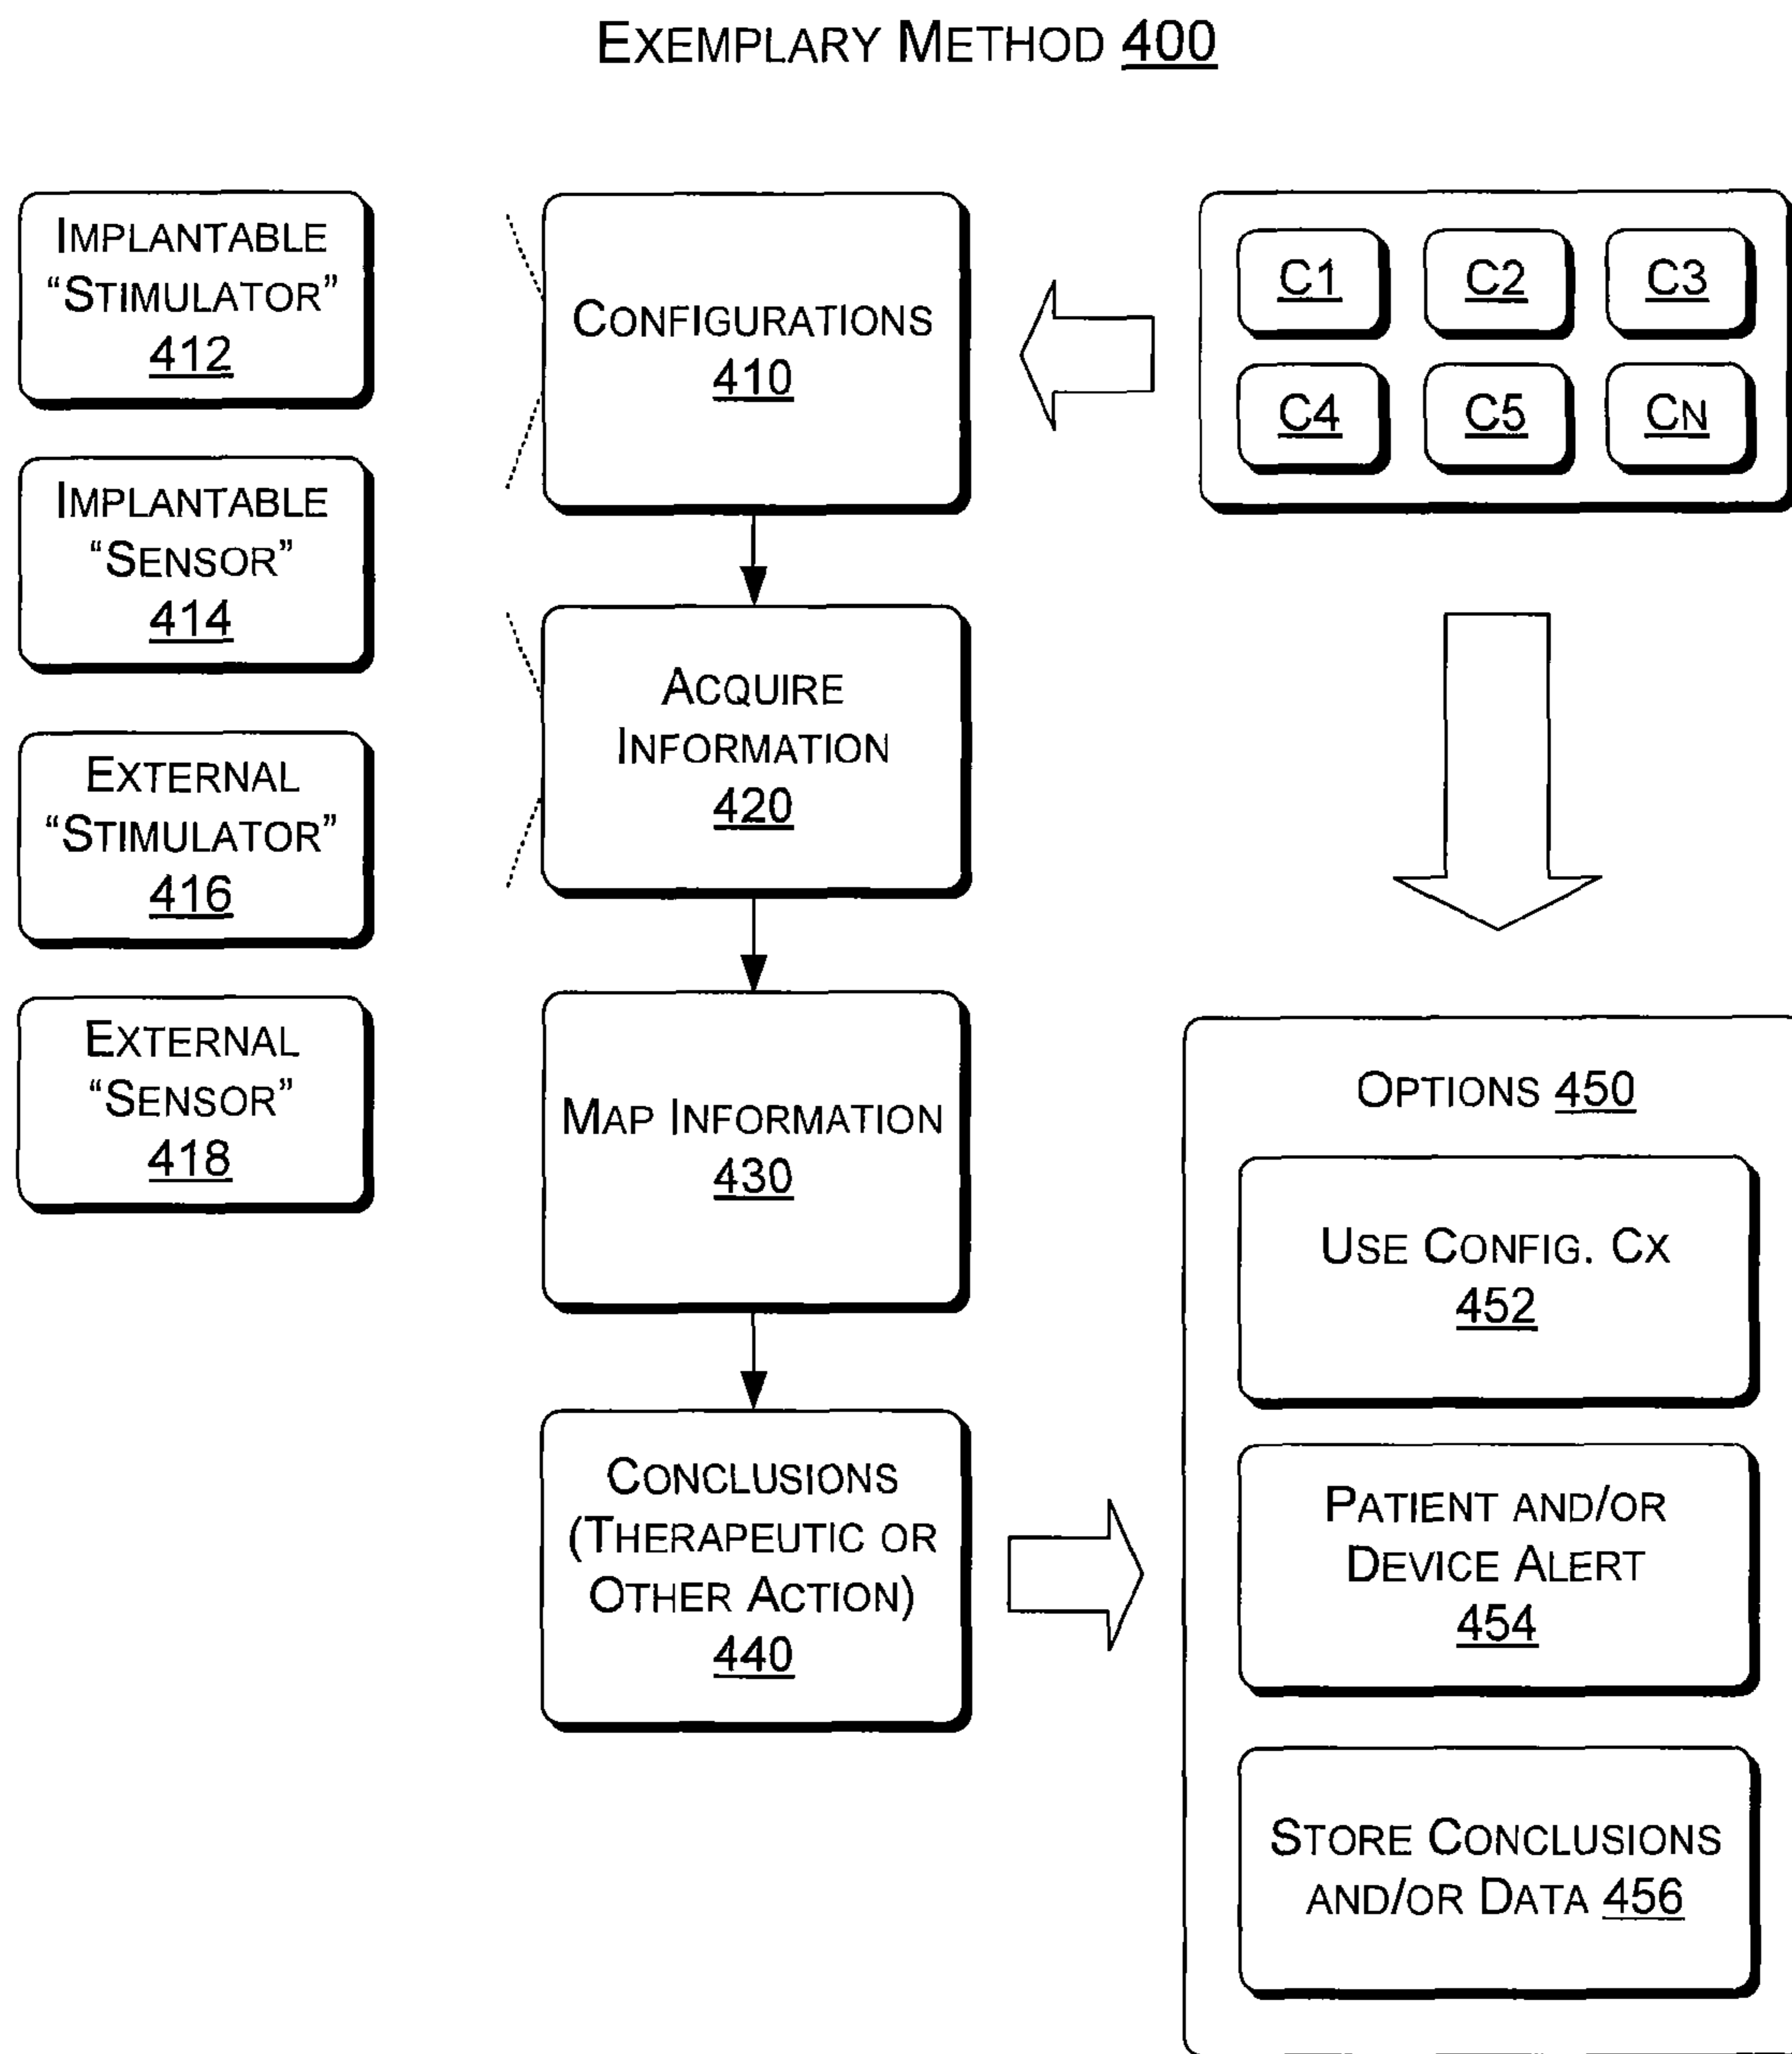 EXEMPLARY METHOD 400
IMPLANTABLE
“STIMULATOR”
412
IMPLANTABLE
“SENSOR”
414
EXTERNAL
“STIMULATOR”
416
EXTERNAL
“SENSOR”
418
CONFIGURATIONS
410
ACQUIRE
INFORMATION
420
MAP INFORMATION
430
CONCLUSIONS
(THERAPEUTIC OR
OTHER ACTION)
440
C1 C2 C3
C4 C5 CN
OPTIONS 450
USE CONFIG. CX
452
PATIENT AND/OR
DEVICE ALERT
454
STORE CONCLUSIONS
AND/OR DATA 456